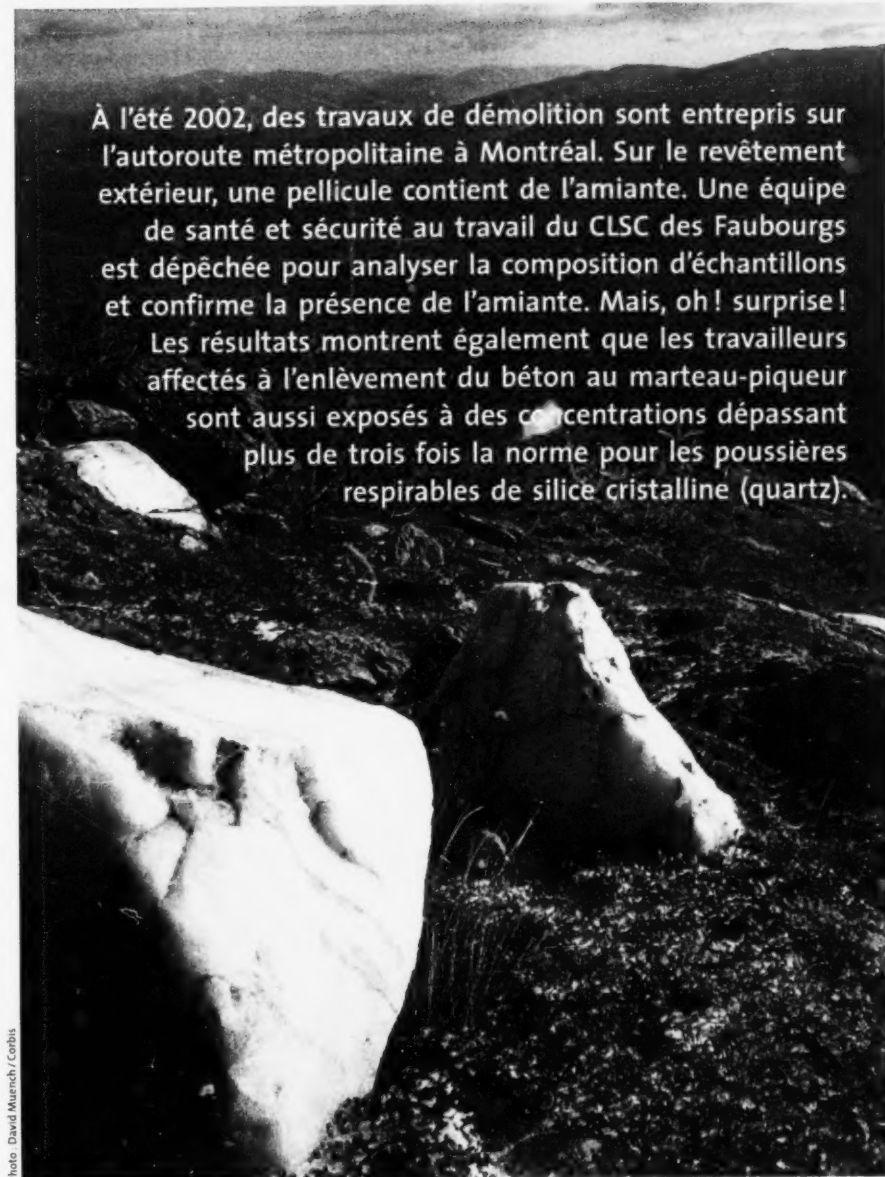 À l'été 2002, des travaux de démolition sont entrepris sur
l'autoroute métropolitaine à Montréal. Sur le revêtement
extérieur, une pellicule contient de l'amiante. Une équipe
de santé et sécurité au travail du CLSC des Faubourgs
est dépêchée pour analyser la composition d'échantillons
et confirme la présence de l'amiante. Mais, oh ! surprise !
Les résultats montrent également que les travailleurs
affectés à l'enlèvement du béton au marteau-piqueur
sont aussi exposés à des concentrations dépassant
plus de trois fois la norme pour les poussières
respirables de silice cristalline (quartz).
hoto : David Muench / Corbis